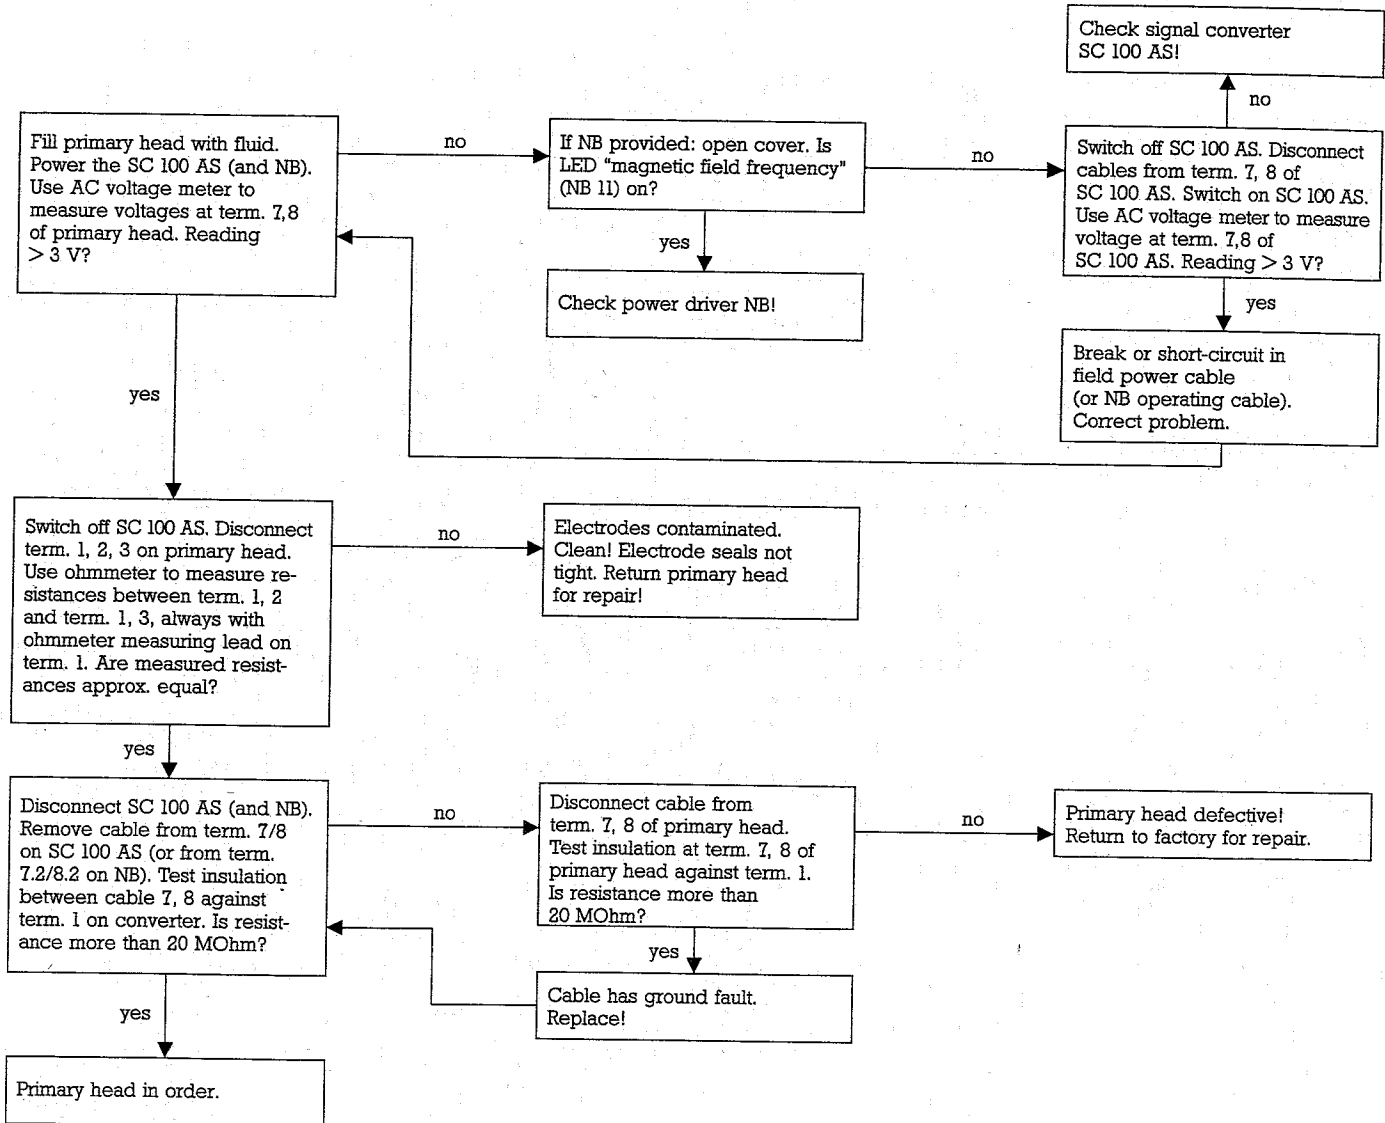 Check signal converter
SC 100 AS!
no
Fill primary head with fluid.
Power the SC 100 AS (and NB).
Use AC voltage meter to
measure voltages at term. 7,8
of primary head. Reading
> 3 V?
no
If NB provided: open cover. Is
LED "magnetic field frequency"
(NB 11) on?
no
Switch off SC 100 AS. Disconnect
cables from term. 7, 8 of
SC 100 AS. Switch on SC 100 AS.
Use AC voltage meter to measure
voltage at term. 7,8 of
SC 100 AS. Reading > 3 V?
yes
Check power driver NB!
yes
Break or short-circuit in
field power cable
(or NB operating cable).
Correct problem.
yes
Switch off SC 100 AS. Disconnect
term. 1, 2, 3 on primary head.
Use ohmmeter to measure re-
sistances between term. 1, 2
and term. 1, 3, always with
ohmmeter measuring lead on
term. 1. Are measured resist-
ances approx. equal?
no
Electrodes contaminated.
Clean! Electrode seals not
tight. Return primary head
for repair!
yes
Disconnect SC 100 AS (and NB).
Remove cable from term. 7/8
on SC 100 AS (or from term.
7.2/8.2 on NB). Test insulation
between cable 7, 8 against
term. 1 on converter. Is resist-
ance more than 20 MOhm?
no
Disconnect cable from
term. 7, 8 of primary head.
Test insulation at term. 7, 8 of
primary head against term. 1.
Is resistance more than
20 MOhm?
no
Primary head defective!
Return to factory for repair.
yes
Cable has ground fault.
Replace!
yes
Primary head in order.